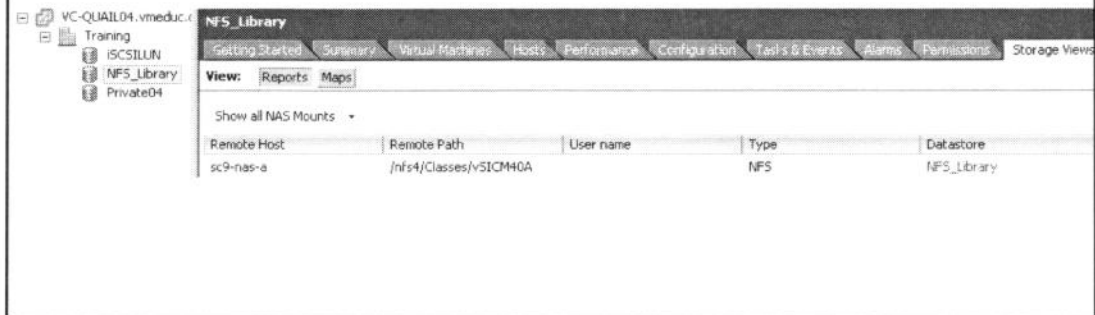 VC-QUAIL04.vmeduc.c
Training
iSCSILUN
NFS_Library
Private04
NFS_Library
Getting Started Summary Virtual Machines Hosts Performance Configuration Tasks & Events Alarms Permissions Storage Views
View: Reports Maps
Show all NAS Mounts
Remote Host Remote Path User name Type Datastore
sc9-nas-a /nfs4/Classes/vSICM40A NFS NFS_Library